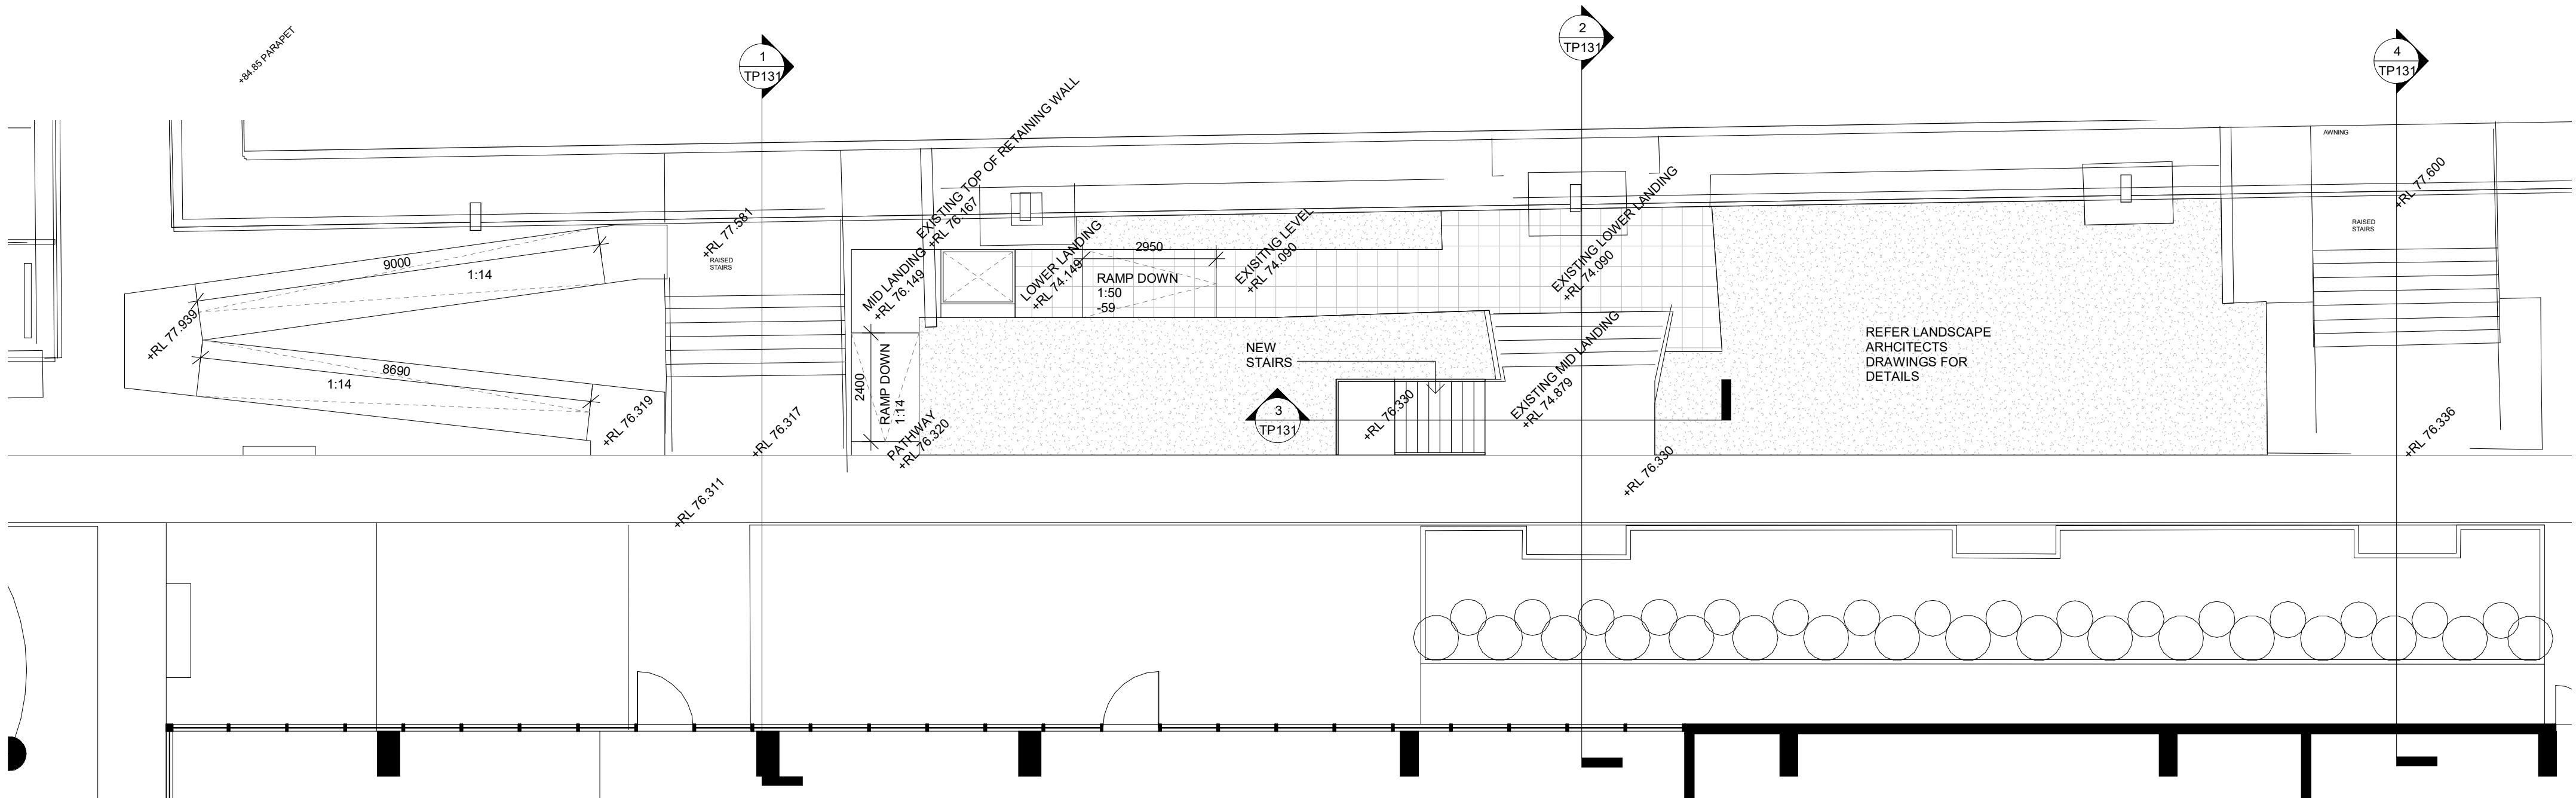 +84.85 PARAPET
1
TP131
2
TP131
4
TP131
AWNING
EXISTING TOP OF RETAINING WALL
+RL 76.167
+RL 77.581
RAISED
STAIRS
MID LANDING
+RL 76.149
LOWER LANDING
+RL 74.149
2950
RAMP DOWN
1:50
-59
EXISITNG LEVEL
+RL 74.090
EXISTING LOWER LANDING
+RL 74.090
+RL 77.600
RAISED
STAIRS
9000
1:14
+RL 77.939
8690
1:14
+RL 76.319
+RL 76.317
2400
RAMP DOWN
1:14
PATHWAY
+RL 76.320
NEW
STAIRS
3
TP131
+RL 76.330
EXISTING MID LANDING
+RL 74.879
REFER LANDSCAPE
ARHCITECTS
DRAWINGS FOR
DETAILS
+RL 76.336
+RL 76.330
+RL 76.311